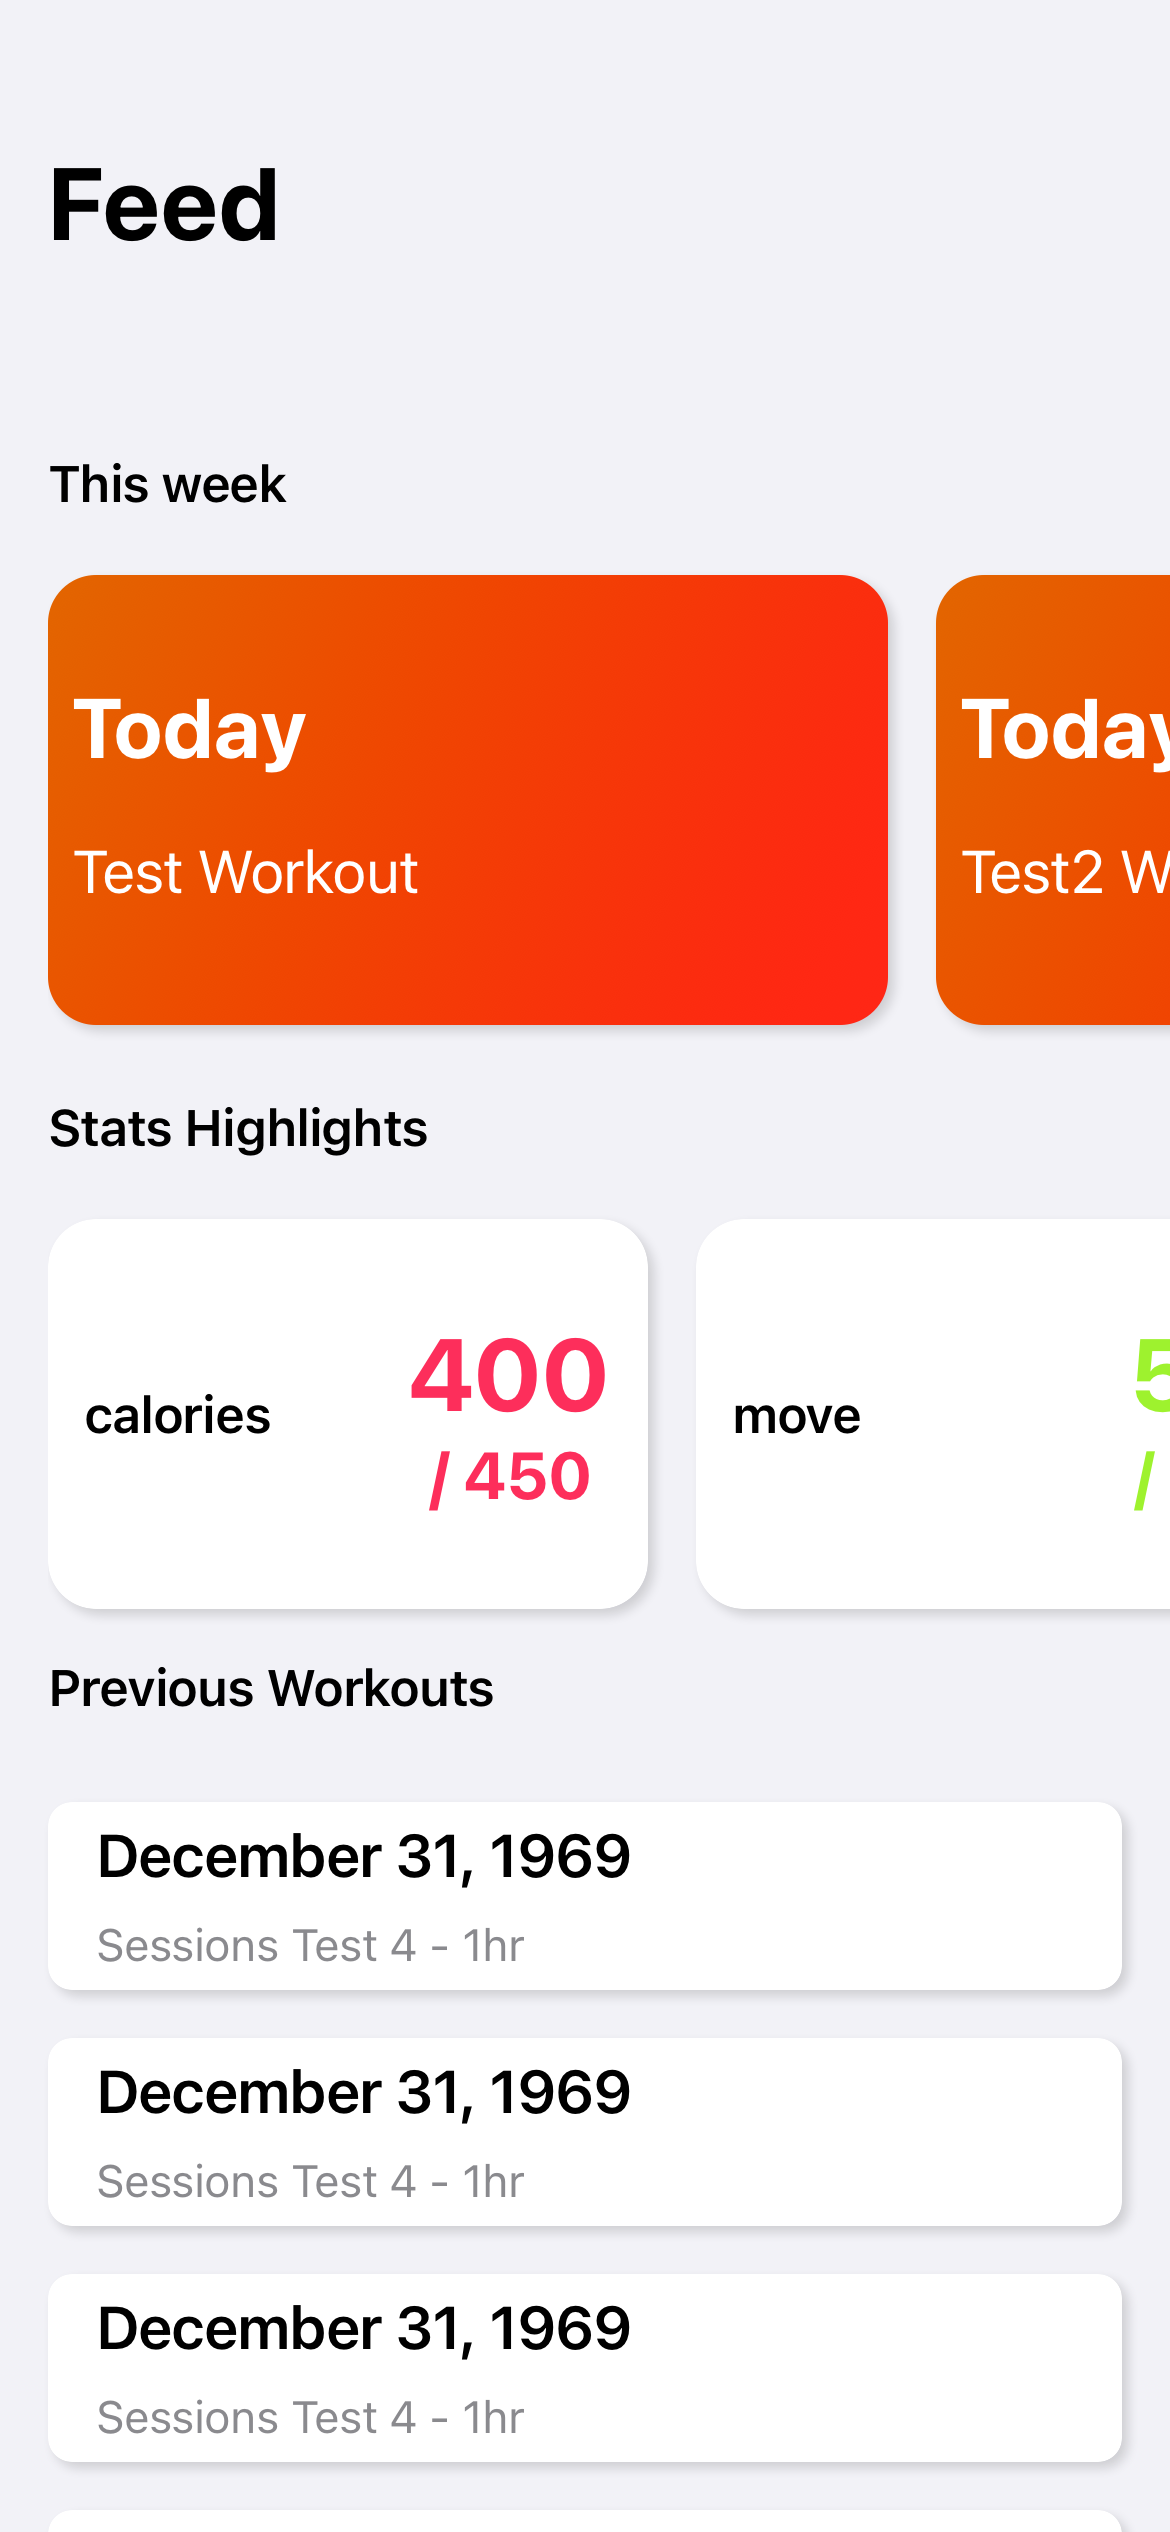 Feed
This week
Today
Today
Test Workout
Test2 W
Stats Highlights
calories
400
/ 450
move
5
/
Previous Workouts
December 31, 1969
Sessions Test 4 - 1hr
December 31, 1969
Sessions Test 4 - 1hr
December 31, 1969
Sessions Test 4 - 1hr